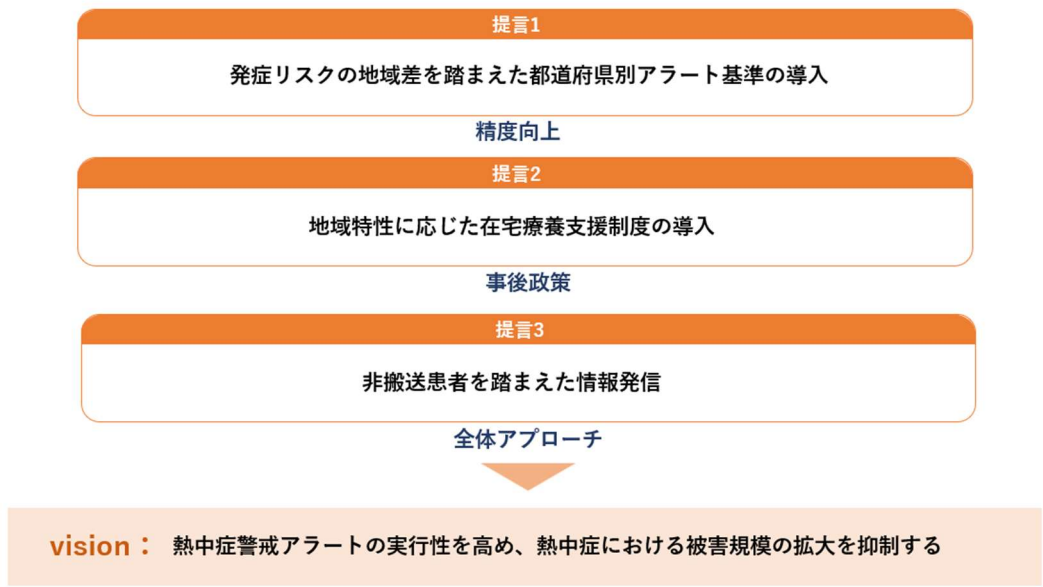 提言1
発症リスクの地域差を踏まえた都道府県別アラート基準の導入
精度向上
提言2
地域特性に応じた在宅療養支援制度の導入
事後政策
提言3
非搬送患者を踏まえた情報発信
全体アプローチ
vision： 熱中症警戒アラートの実行性を高め、熱中症における被害規模の拡大を抑制する